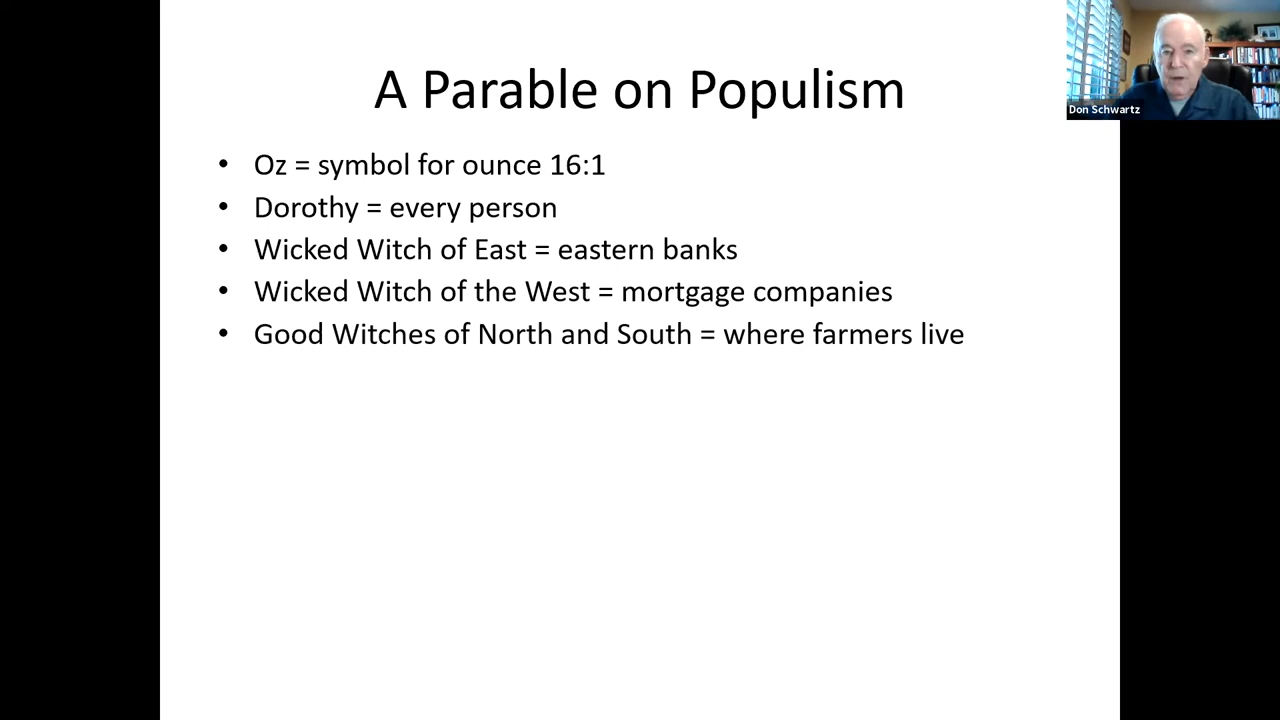 A Parable on Populism
Don Schwartz
• Oz = symbol for ounce 16:1
• Dorothy = every person
• Wicked Witch of East = eastern banks
• Wicked Witch of the West = mortgage companies
• Good Witches of North and South = where farmers live